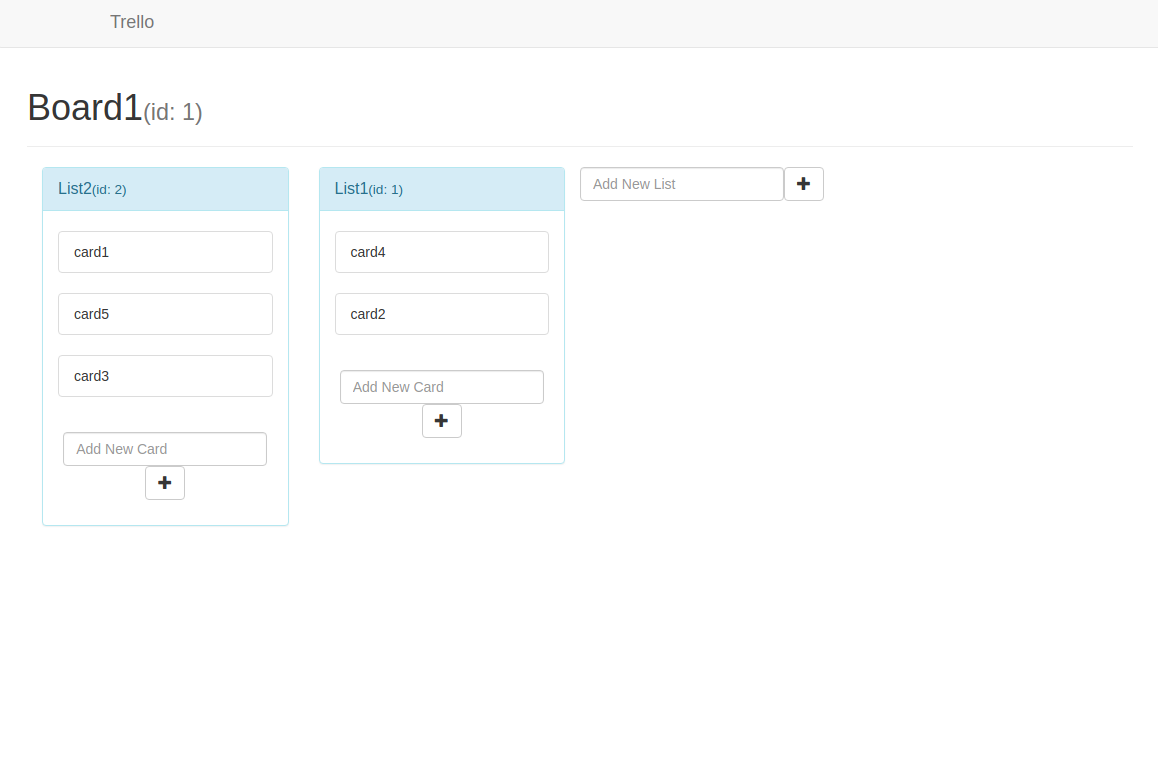 Trello
Board1(id: 1)
List2(id: 2)
card1
card5
card3
Add New Card
List1(id: 1)
card4
card2
Add New Card
Add New List